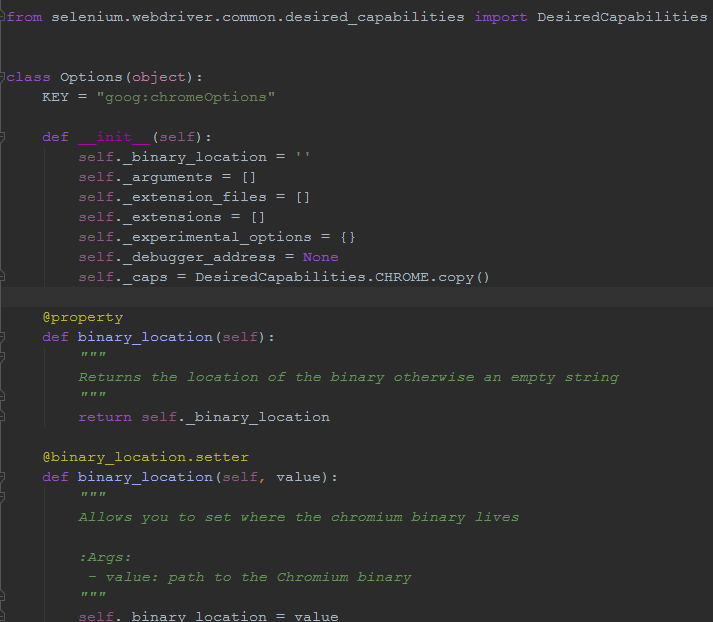 from selenium.webdriver.common.desired_capabilities import DesiredCapabilities
class Options(object):
KEY = "goog:chromeOptions"
def __init__(self):
self._binary_location = ''
self._arguments = []
self._extension_files = []
self._extensions = []
self._experimental_options = {}
self._debugger_address = None
self._caps = DesiredCapabilities.CHROME.copy()
@property
def binary_location(self):
"""
Returns the location of the binary otherwise an empty string
"""
return self._binary_location
@binary_location.setter
def binary_location(self, value):
"""
Allows you to set where the chromium binary lives
:Args:
- value: path to the Chromium binary
"""
self._binary_location = value